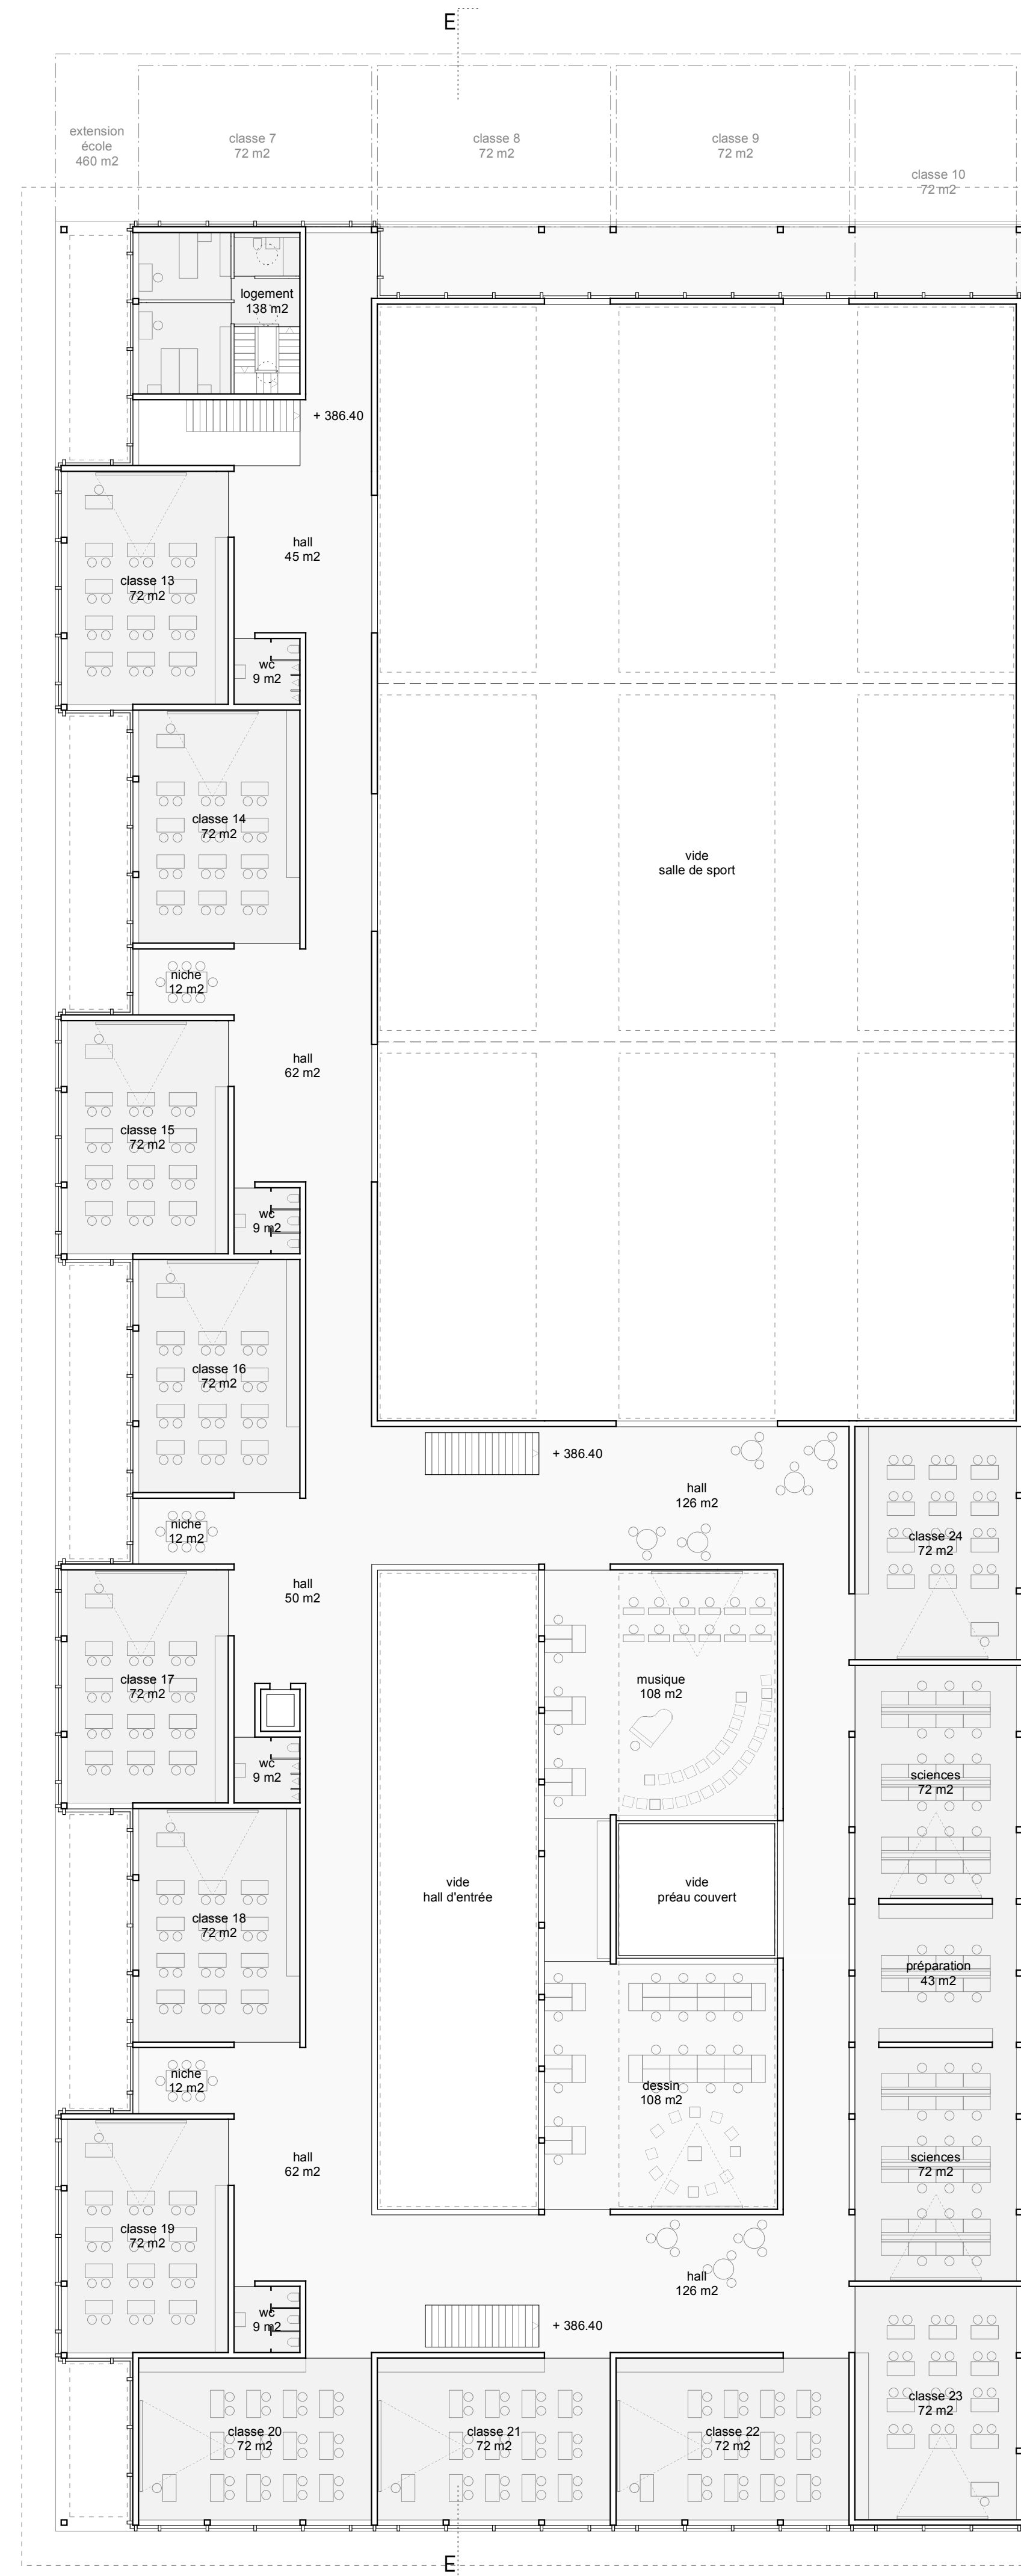 E
extension
école
460 m2
classe 7
72 m2
classe 8
72 m2
classe 9
72 m2
classe 10
72 m2
logement
138 m2
+ 386.40
hall
45 m2
classe 13
72 m2
wc
9 m2
classe 14
72 m2
vide
salle de sport
niche
12 m2
hall
62 m2
classe 15
72 m2
wc
9 m2
classe 16
72 m2
+ 386.40
hall
126 m2
niche
12 m2
classe 24
72 m2
hall
50 m2
classe 17
72 m2
musique
108 m2
wc
9 m2
sciences
72 m2
vide
hall d'entrée
vide
préau couvert
classe 18
72 m2
préparation
43 m2
niche
12 m2
dessin
108 m2
hall
62 m2
sciences
72 m2
classe 19
72 m2
hall
126 m2
wc
9 m2
+ 386.40
classe 20
72 m2
classe 21
72 m2
classe 22
72 m2
classe 23
72 m2
E